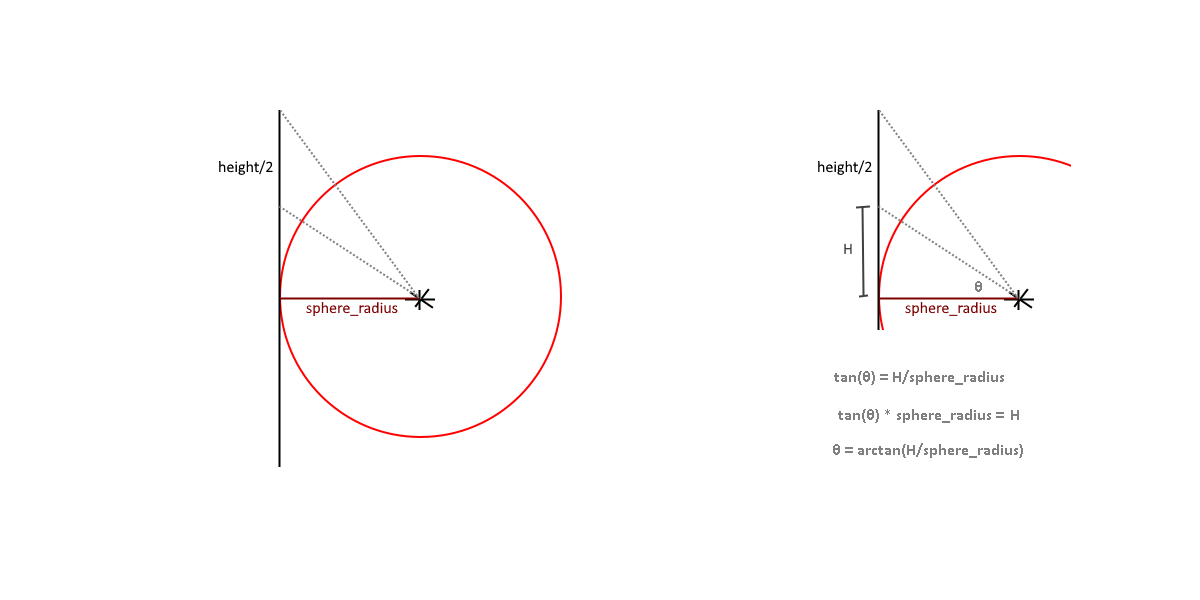 height/2
sphere_radius
height/2
H
θ
sphere_radius
tan(θ) = H/sphere_radius
tan(θ) * sphere_radius = H
θ = arctan(H/sphere_radius)